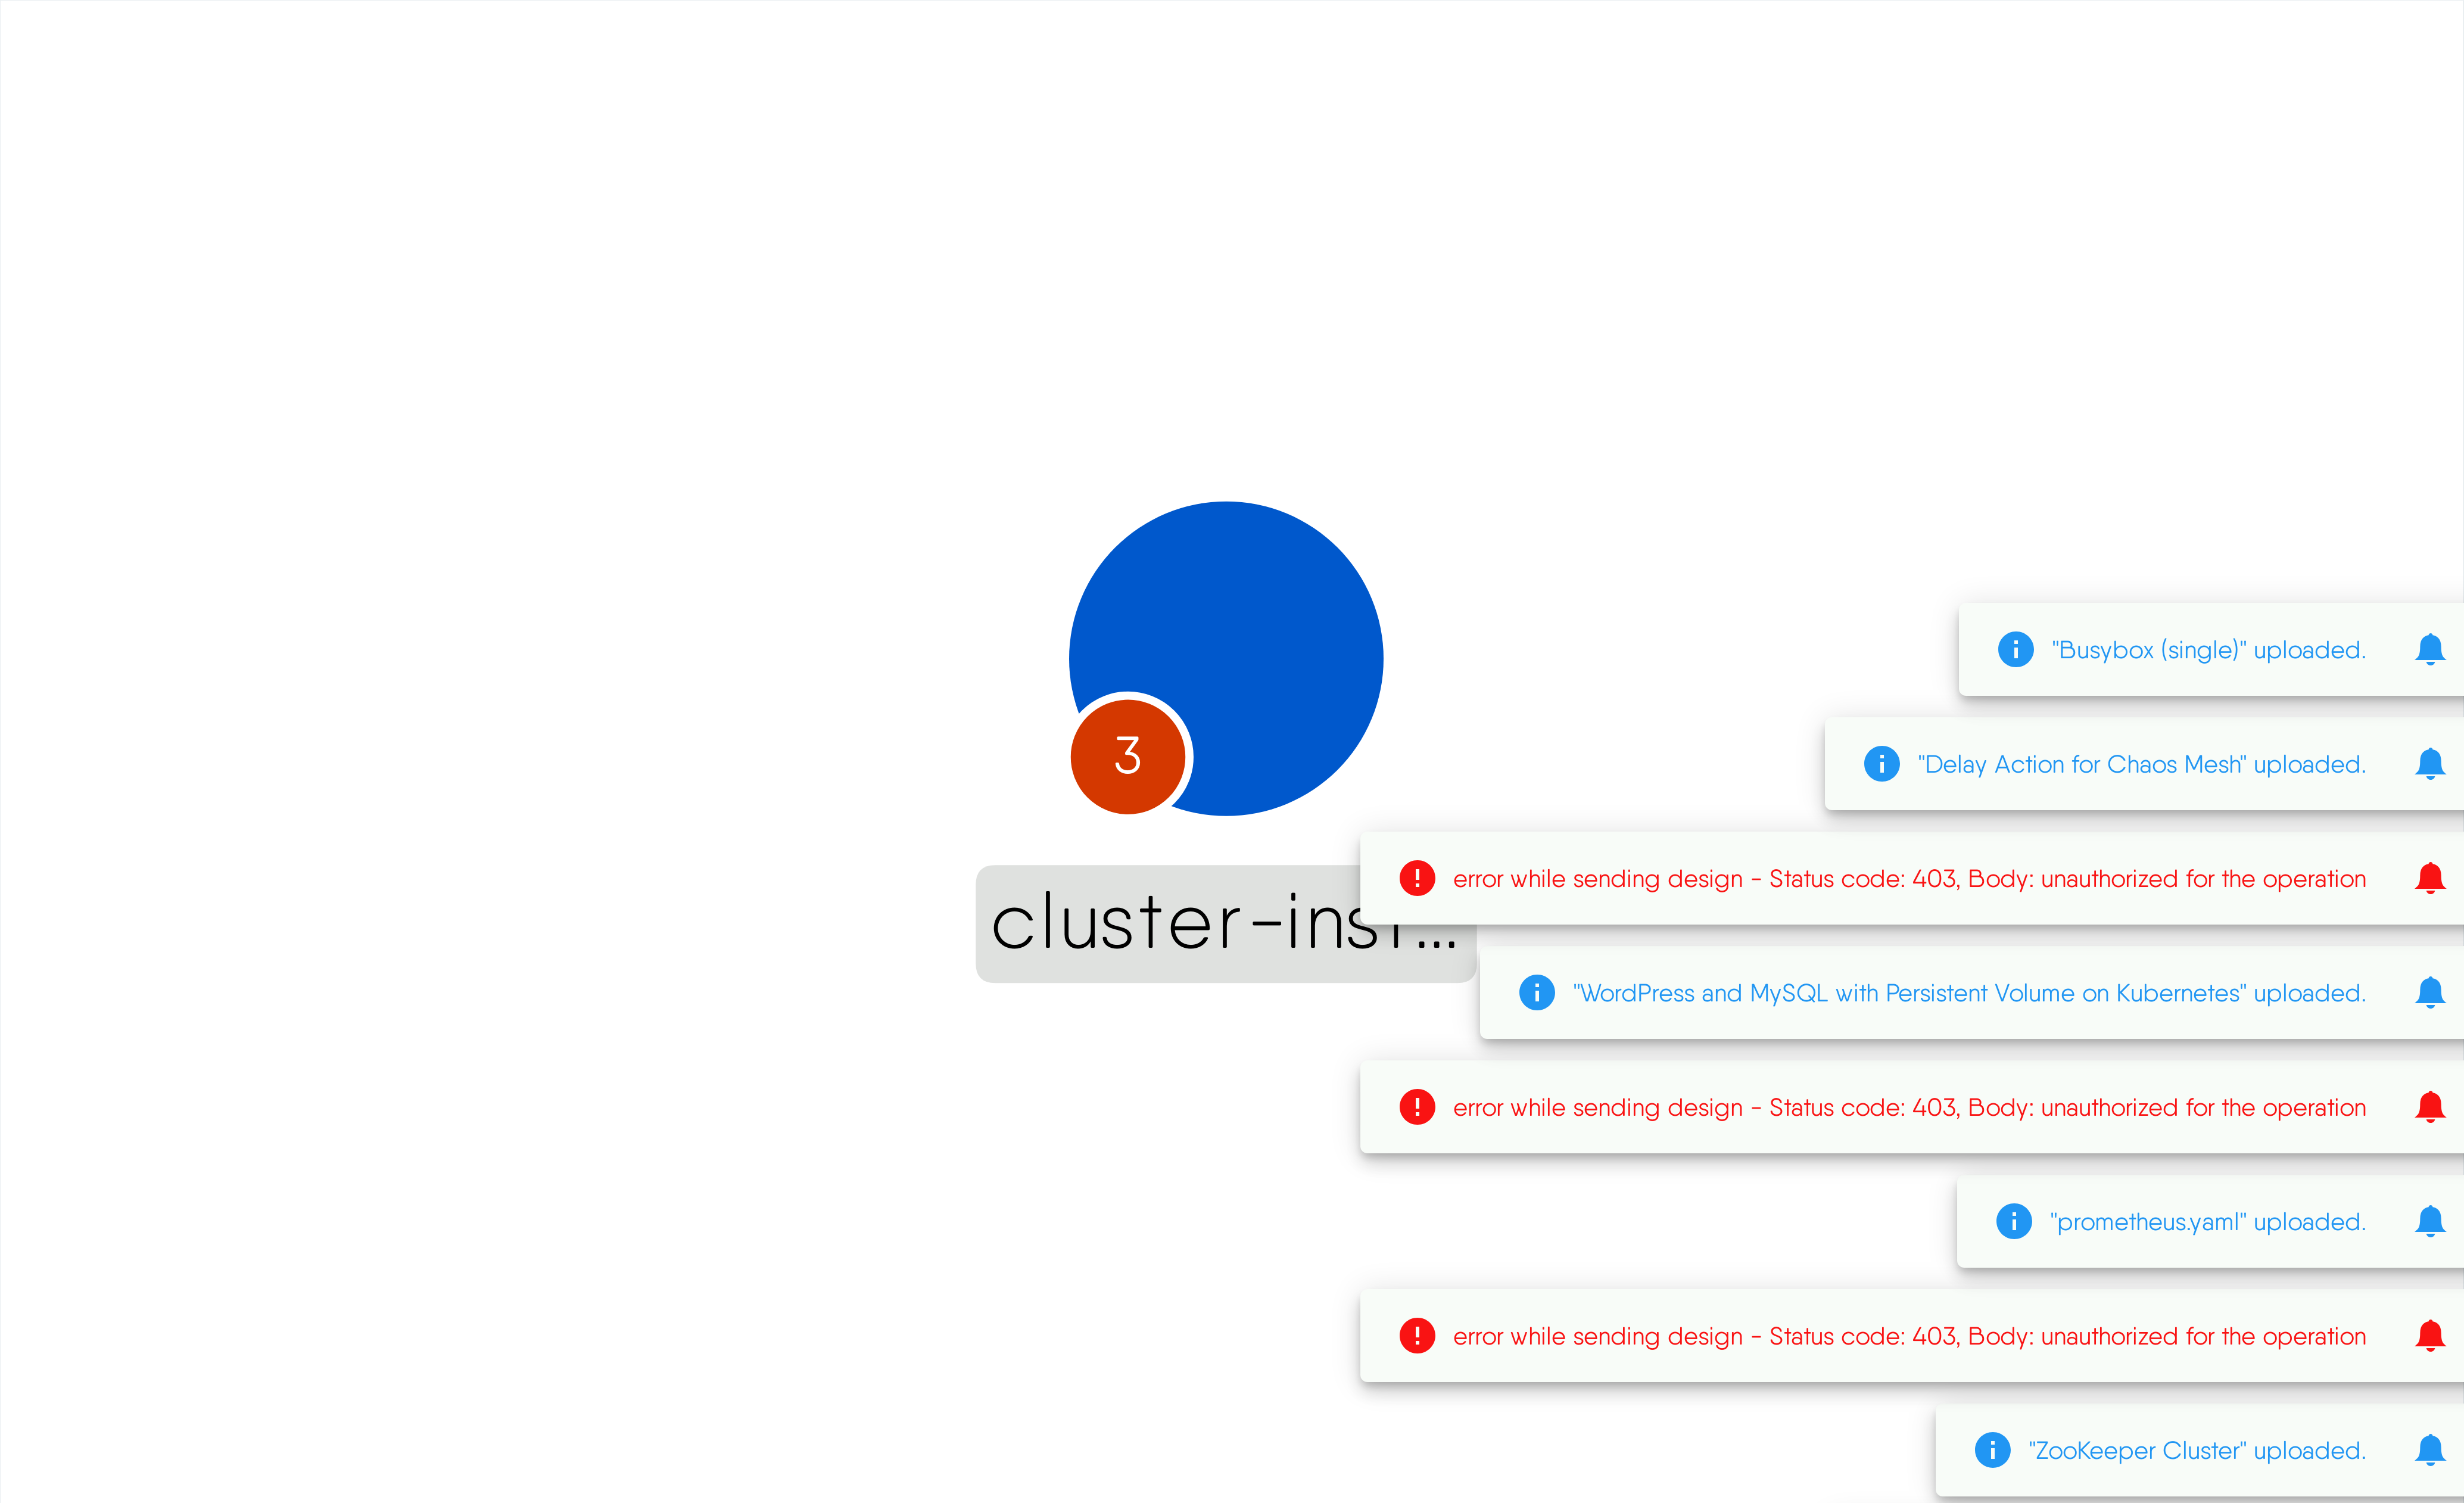 3
cluster-inst...
"Busybox (single)" uploaded.
"Delay Action for Chaos Mesh" uploaded.
error while sending design - Status code: 403, Body: unauthorized for the operation
"WordPress and MySQL with Persistent Volume on Kubernetes" uploaded.
error while sending design - Status code: 403, Body: unauthorized for the operation
"prometheus.yaml" uploaded.
error while sending design - Status code: 403, Body: unauthorized for the operation
"ZooKeeper Cluster" uploaded.